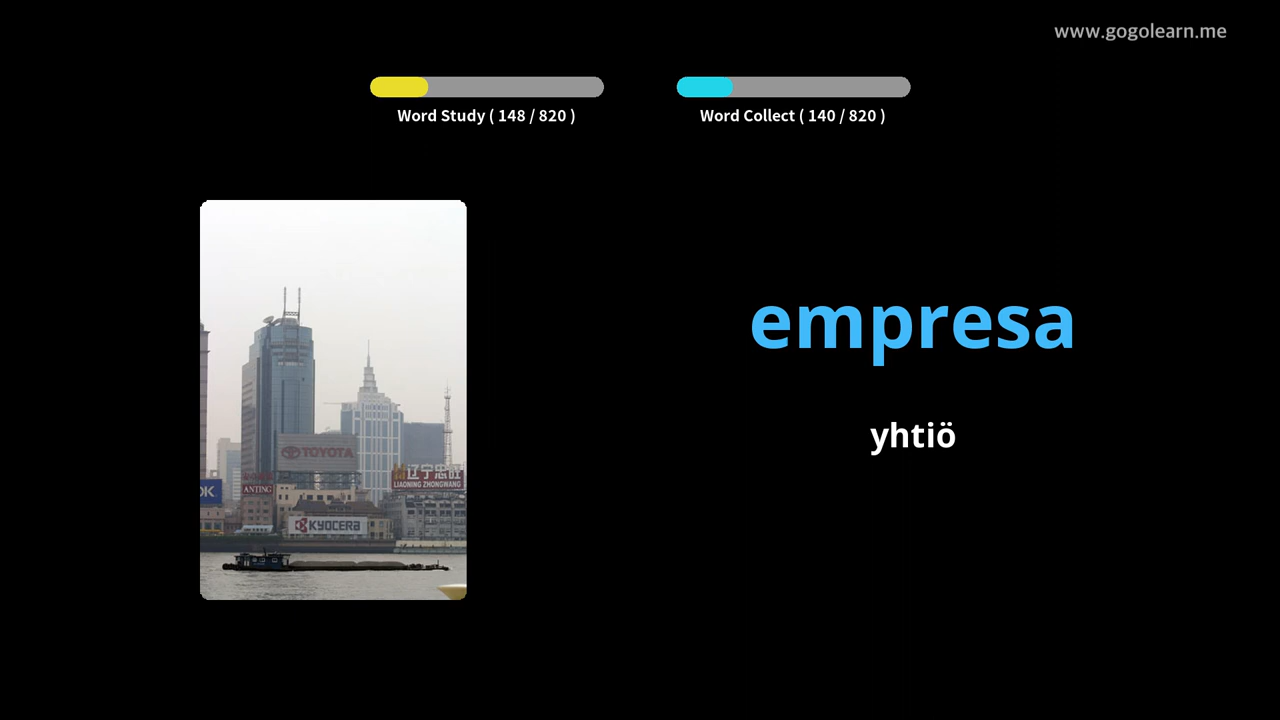 www.gogolearn.me
Word Study ( 148 / 820 )
Word Collect ( 140 / 820 )
empresa
yhtiö
TOYOTA
辽宁忠旺
LIAONING ZHONGWANG
OK
ANTING
KYOCERA